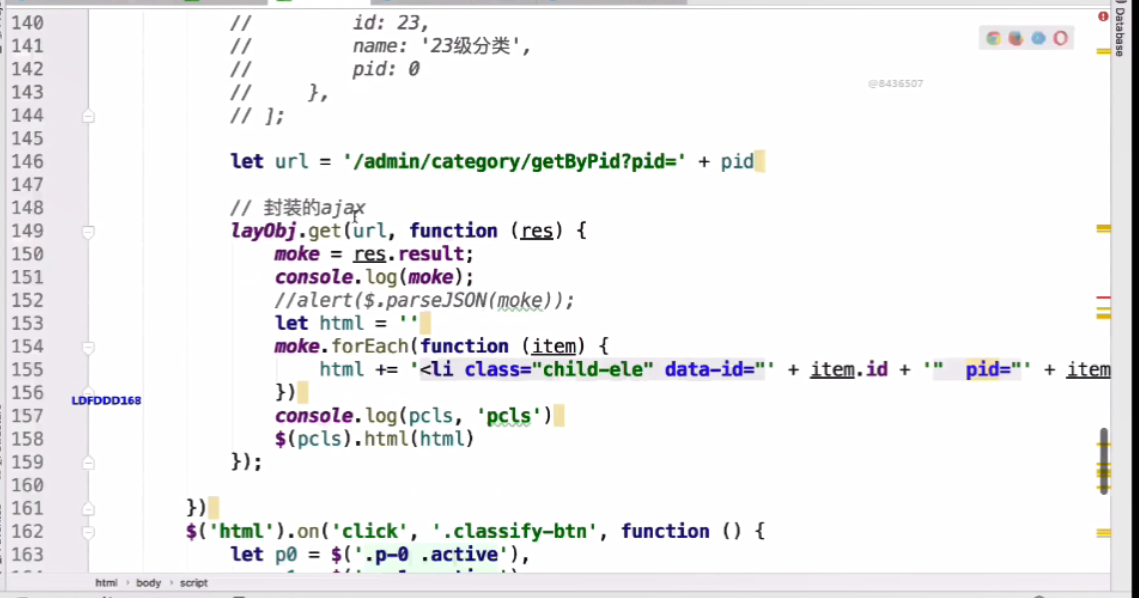 140 // id: 23,
141 // name: '23级分类',
142 // pid: 0
143 // },
144 // ];
145
146 let url = '/admin/category/getByPid?pid=' + pid
147
148 // 封装的ajax
149 layObj.get(url, function (res) {
150 moke = res.result;
151 console.log(moke);
152 //alert($.parseJSON(moke));
153 let html = ''
154 moke.forEach(function (item) {
155 html += '<li class="child-ele" data-id="' + item.id + '" pid="' + item
156 })
157 console.log(pcls, 'pcls')
158 $(pcls).html(html)
159 });
160
161 })
162 $('html').on('click', '.classify-btn', function () {
163 let p0 = $('.p-0 .active'),
Database
@8436507
LDFDDD168
html › body › script